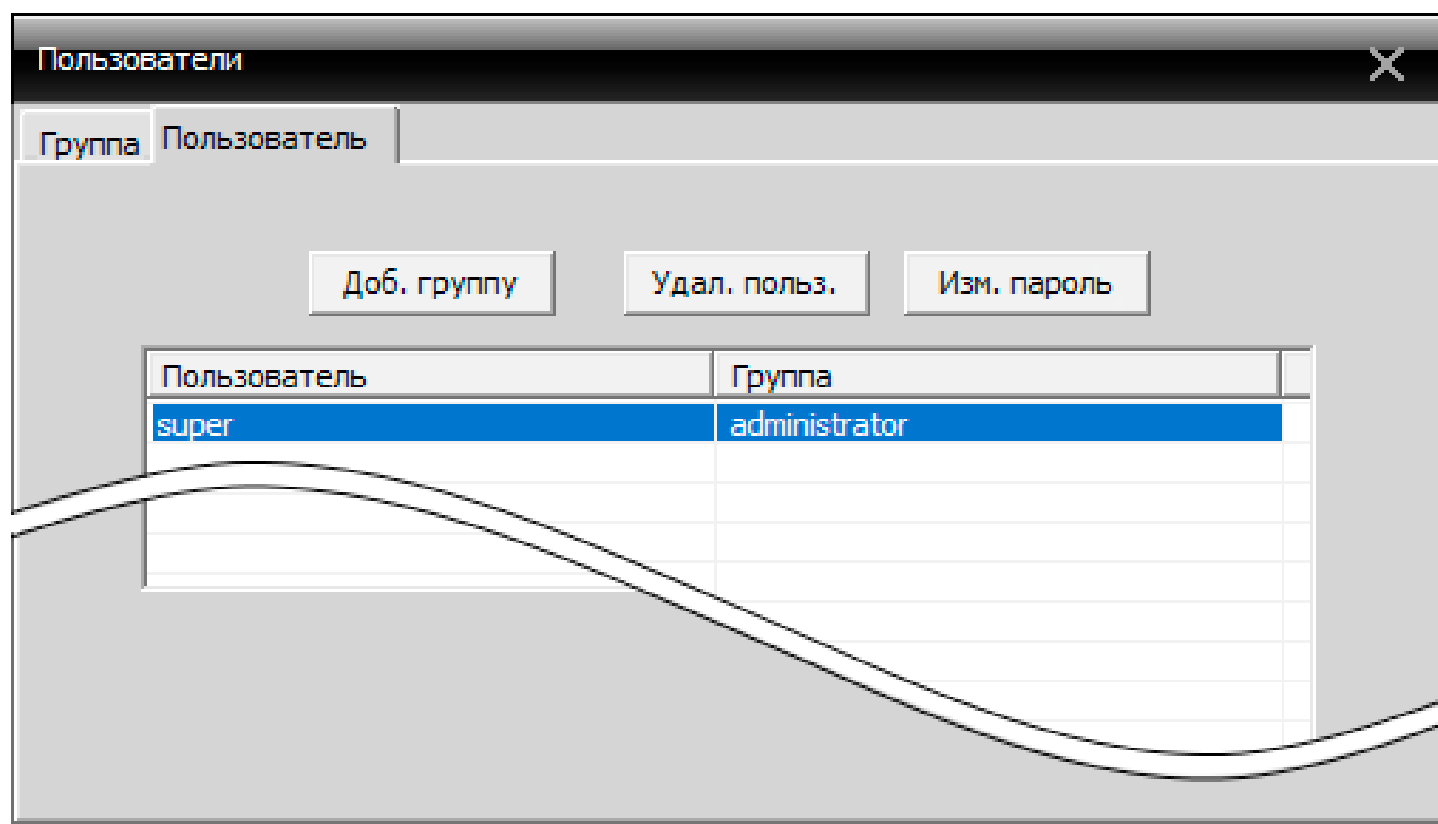 Пользователи
Группа Пользователь
Доб. группу Удал. польз. Изм. пароль
Пользователь Группа
super administrator